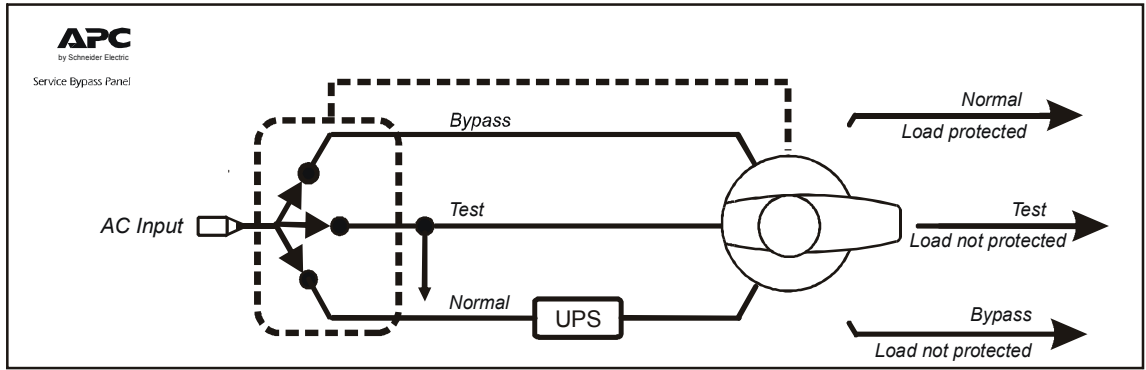 APC
by Schneider Electric
Service Bypass Panel
AC Input
Bypass
Test
Normal
UPS
Normal
Load protected
Test
Load not protected
Bypass
Load not protected